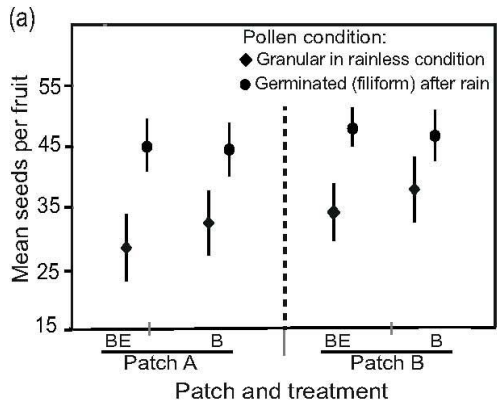 (a)
Pollen condition:
Granular in rainless condition
Germinated (filiform) after rain
Mean seeds per fruit
55
45
35
25
15
BE B BE B
Patch A Patch B
Patch and treatment